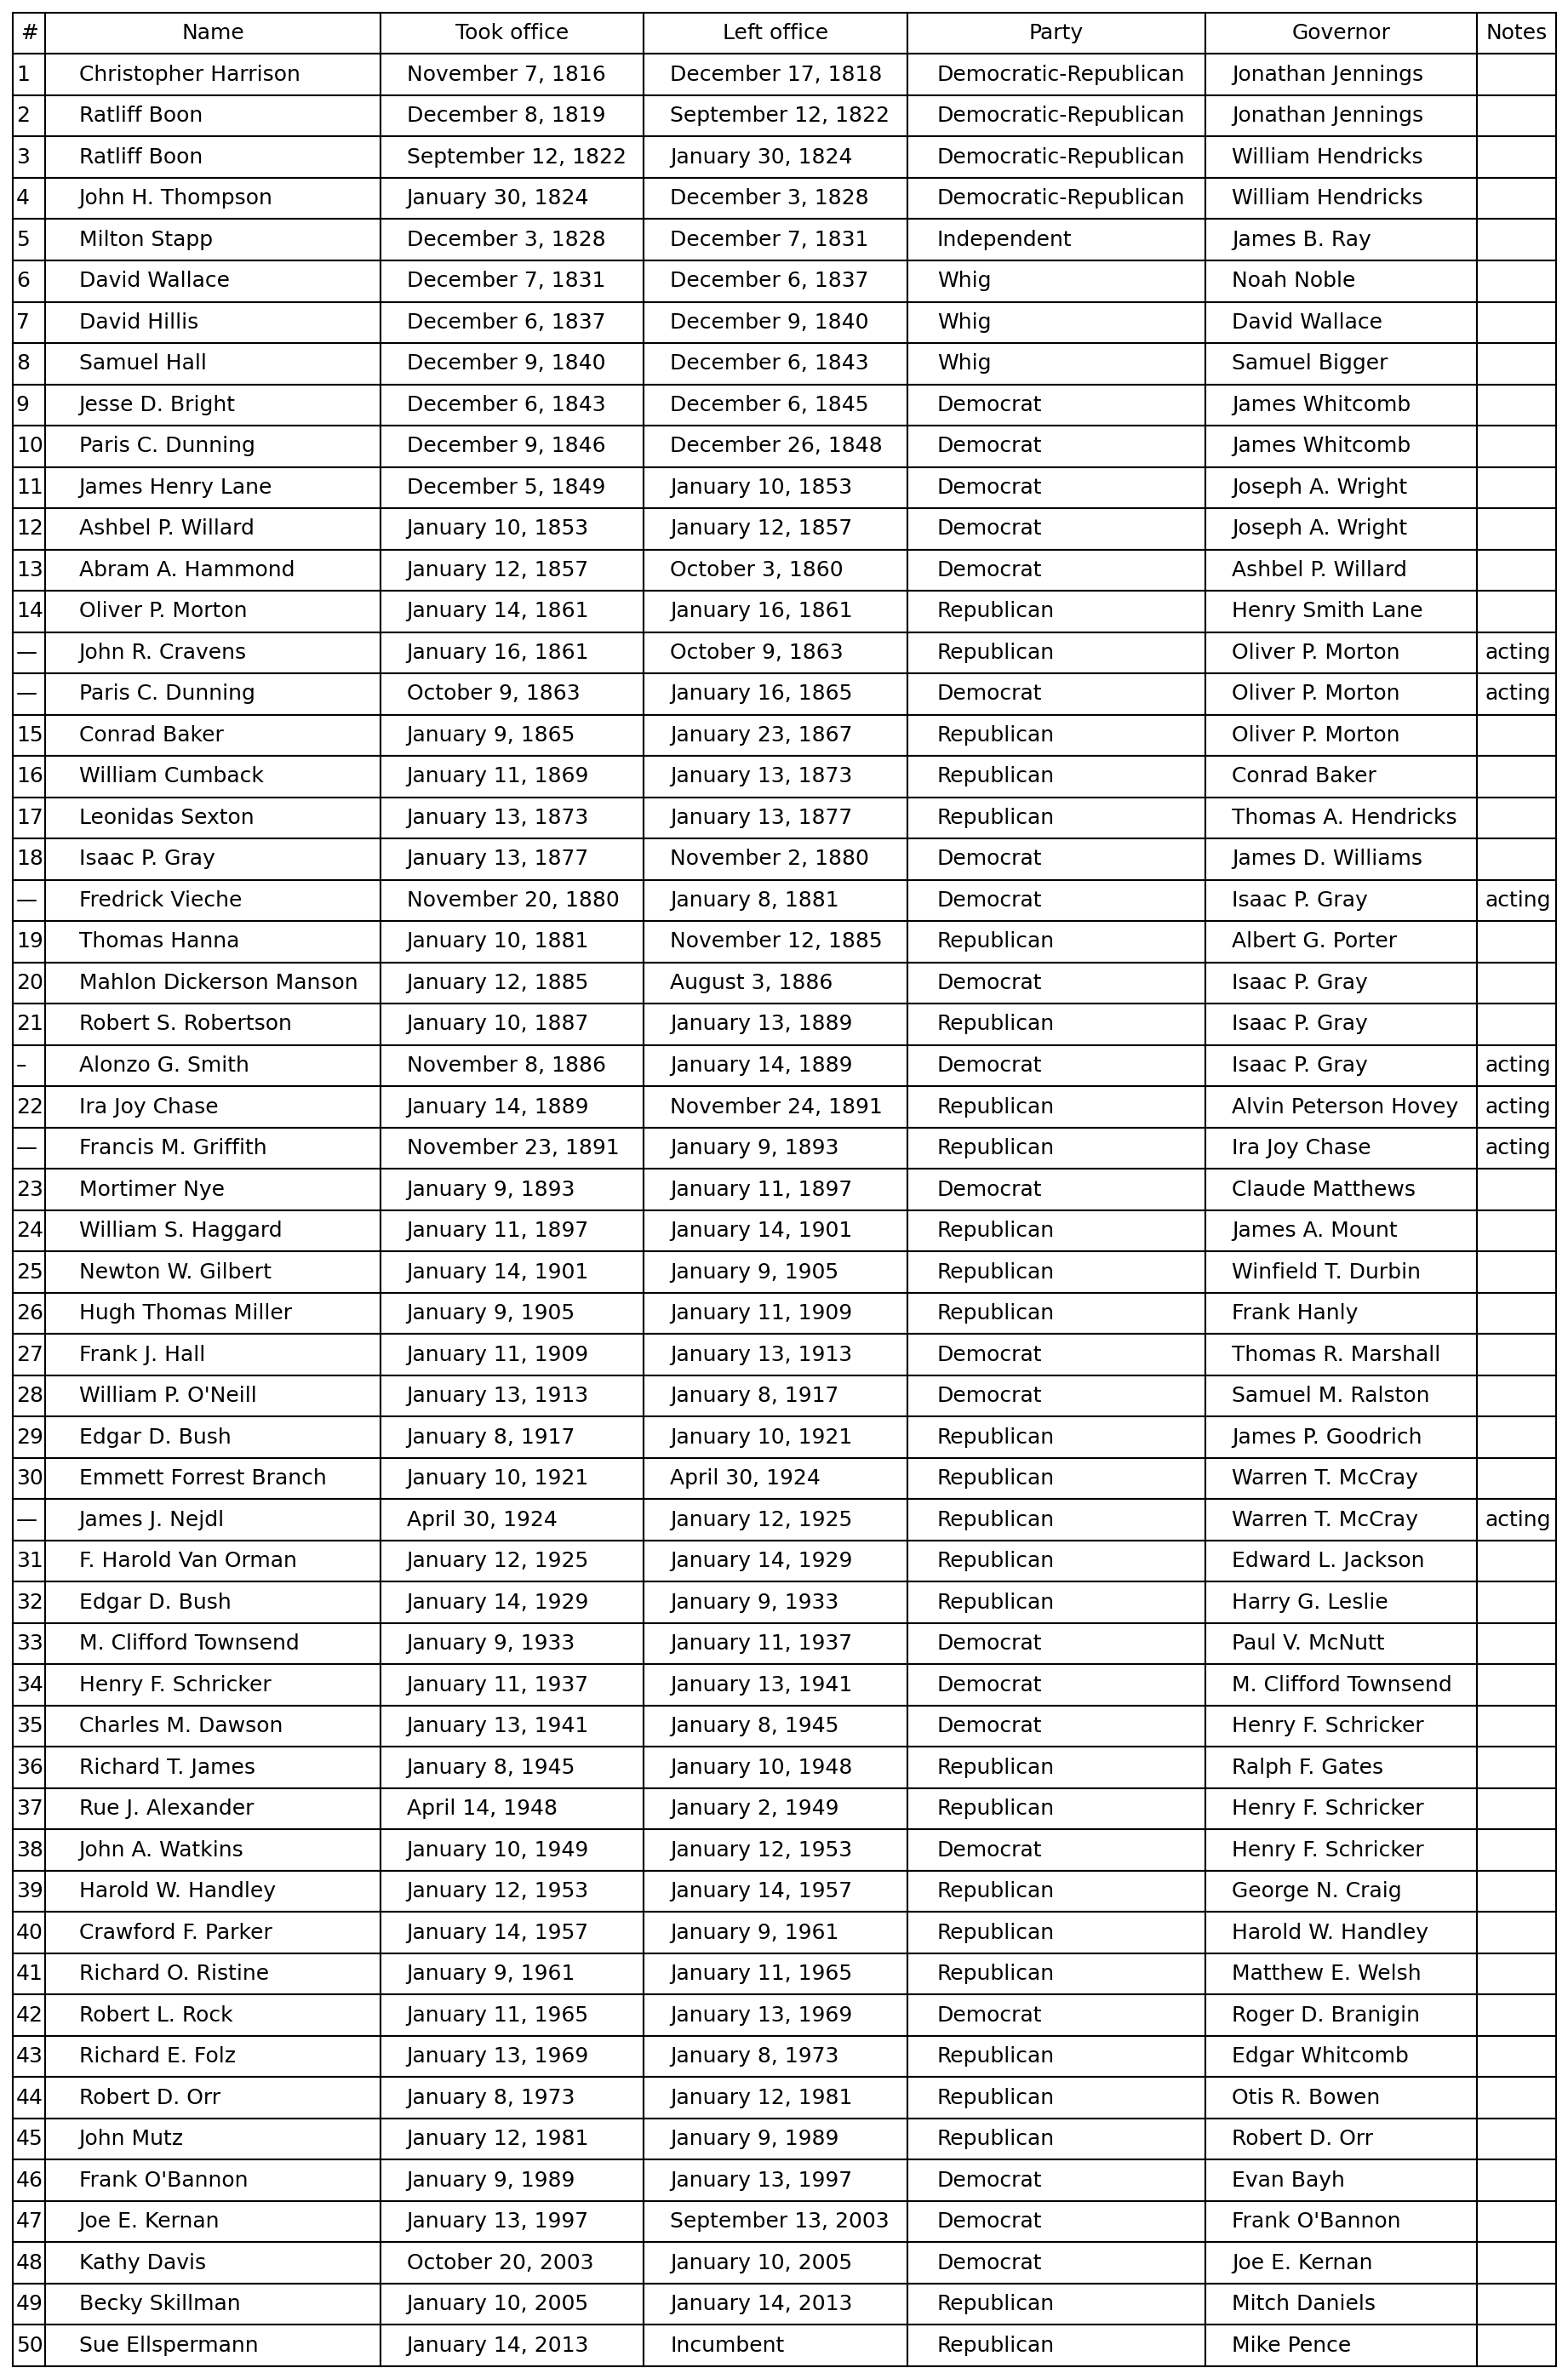 # Name Took office Left office Party Governor Notes
1 Christopher Harrison November 7, 1816 December 17, 1818 Democratic-Republican Jonathan Jennings
2 Ratliff Boon December 8, 1819 September 12, 1822 Democratic-Republican Jonathan Jennings
3 Ratliff Boon September 12, 1822 January 30, 1824 Democratic-Republican William Hendricks
4 John H. Thompson January 30, 1824 December 3, 1828 Democratic-Republican William Hendricks
5 Milton Stapp December 3, 1828 December 7, 1831 Independent James B. Ray
6 David Wallace December 7, 1831 December 6, 1837 Whig Noah Noble
7 David Hillis December 6, 1837 December 9, 1840 Whig David Wallace
8 Samuel Hall December 9, 1840 December 6, 1843 Whig Samuel Bigger
9 Jesse D. Bright December 6, 1843 December 6, 1845 Democrat James Whitcomb
10 Paris C. Dunning December 9, 1846 December 26, 1848 Democrat James Whitcomb
11 James Henry Lane December 5, 1849 January 10, 1853 Democrat Joseph A. Wright
12 Ashbel P. Willard January 10, 1853 January 12, 1857 Democrat Joseph A. Wright
13 Abram A. Hammond January 12, 1857 October 3, 1860 Democrat Ashbel P. Willard
14 Oliver P. Morton January 14, 1861 January 16, 1861 Republican Henry Smith Lane
— John R. Cravens January 16, 1861 October 9, 1863 Republican Oliver P. Morton acting
— Paris C. Dunning October 9, 1863 January 16, 1865 Democrat Oliver P. Morton acting
15 Conrad Baker January 9, 1865 January 23, 1867 Republican Oliver P. Morton
16 William Cumback January 11, 1869 January 13, 1873 Republican Conrad Baker
17 Leonidas Sexton January 13, 1873 January 13, 1877 Republican Thomas A. Hendricks
18 Isaac P. Gray January 13, 1877 November 2, 1880 Democrat James D. Williams
— Fredrick Vieche November 20, 1880 January 8, 1881 Democrat Isaac P. Gray acting
19 Thomas Hanna January 10, 1881 November 12, 1885 Republican Albert G. Porter
20 Mahlon Dickerson Manson January 12, 1885 August 3, 1886 Democrat Isaac P. Gray
21 Robert S. Robertson January 10, 1887 January 13, 1889 Republican Isaac P. Gray
– Alonzo G. Smith November 8, 1886 January 14, 1889 Democrat Isaac P. Gray acting
22 Ira Joy Chase January 14, 1889 November 24, 1891 Republican Alvin Peterson Hovey acting
— Francis M. Griffith November 23, 1891 January 9, 1893 Republican Ira Joy Chase acting
23 Mortimer Nye January 9, 1893 January 11, 1897 Democrat Claude Matthews
24 William S. Haggard January 11, 1897 January 14, 1901 Republican James A. Mount
25 Newton W. Gilbert January 14, 1901 January 9, 1905 Republican Winfield T. Durbin
26 Hugh Thomas Miller January 9, 1905 January 11, 1909 Republican Frank Hanly
27 Frank J. Hall January 11, 1909 January 13, 1913 Democrat Thomas R. Marshall
28 William P. O'Neill January 13, 1913 January 8, 1917 Democrat Samuel M. Ralston
29 Edgar D. Bush January 8, 1917 January 10, 1921 Republican James P. Goodrich
30 Emmett Forrest Branch January 10, 1921 April 30, 1924 Republican Warren T. McCray
— James J. Nejdl April 30, 1924 January 12, 1925 Republican Warren T. McCray acting
31 F. Harold Van Orman January 12, 1925 January 14, 1929 Republican Edward L. Jackson
32 Edgar D. Bush January 14, 1929 January 9, 1933 Republican Harry G. Leslie
33 M. Clifford Townsend January 9, 1933 January 11, 1937 Democrat Paul V. McNutt
34 Henry F. Schricker January 11, 1937 January 13, 1941 Democrat M. Clifford Townsend
35 Charles M. Dawson January 13, 1941 January 8, 1945 Democrat Henry F. Schricker
36 Richard T. James January 8, 1945 January 10, 1948 Republican Ralph F. Gates
37 Rue J. Alexander April 14, 1948 January 2, 1949 Republican Henry F. Schricker
38 John A. Watkins January 10, 1949 January 12, 1953 Democrat Henry F. Schricker
39 Harold W. Handley January 12, 1953 January 14, 1957 Republican George N. Craig
40 Crawford F. Parker January 14, 1957 January 9, 1961 Republican Harold W. Handley
41 Richard O. Ristine January 9, 1961 January 11, 1965 Republican Matthew E. Welsh
42 Robert L. Rock January 11, 1965 January 13, 1969 Democrat Roger D. Branigin
43 Richard E. Folz January 13, 1969 January 8, 1973 Republican Edgar Whitcomb
44 Robert D. Orr January 8, 1973 January 12, 1981 Republican Otis R. Bowen
45 John Mutz January 12, 1981 January 9, 1989 Republican Robert D. Orr
46 Frank O'Bannon January 9, 1989 January 13, 1997 Democrat Evan Bayh
47 Joe E. Kernan January 13, 1997 September 13, 2003 Democrat Frank O'Bannon
48 Kathy Davis October 20, 2003 January 10, 2005 Democrat Joe E. Kernan
49 Becky Skillman January 10, 2005 January 14, 2013 Republican Mitch Daniels
50 Sue Ellspermann January 14, 2013 Incumbent Republican Mike Pence